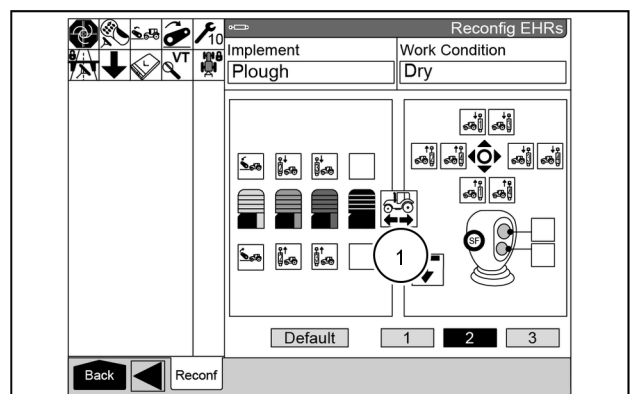 10
Reconfig EHRs
VT
Implement
Work Condition
Plough
Dry
SF
1
Default
1
2
3
Back
Reconf